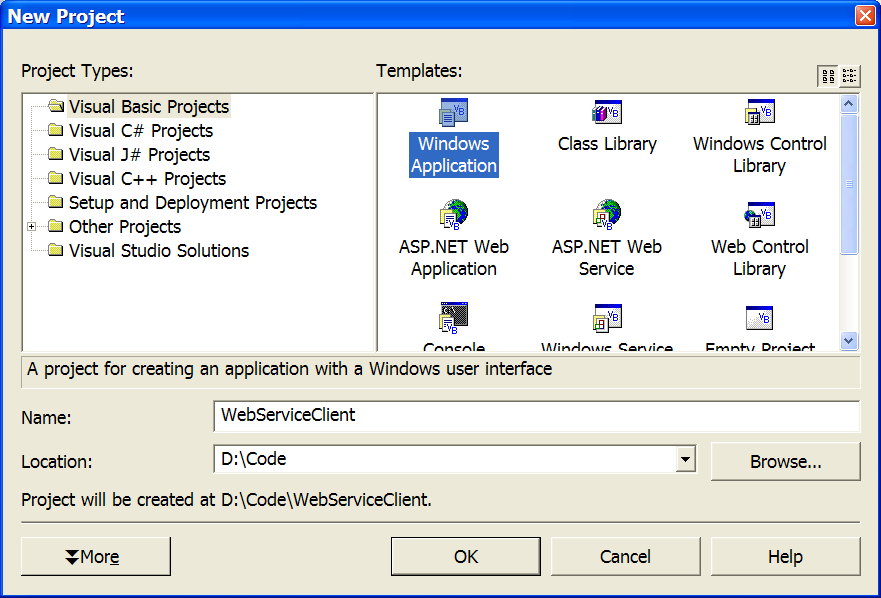 New Project
Project Types:
Templates:
Visual Basic Projects
Visual C# Projects
Visual J# Projects
Visual C++ Projects
Setup and Deployment Projects
Other Projects
Visual Studio Solutions
Windows
Application
Class Library
Windows Control
Library
ASP.NET Web
Application
ASP.NET Web
Service
Web Control
Library
Console
Windows Service
Empty Project
A project for creating an application with a Windows user interface
Name:
WebServiceClient
Location:
D:\Code
Browse...
Project will be created at D:\Code\WebServiceClient.
More
OK
Cancel
Help